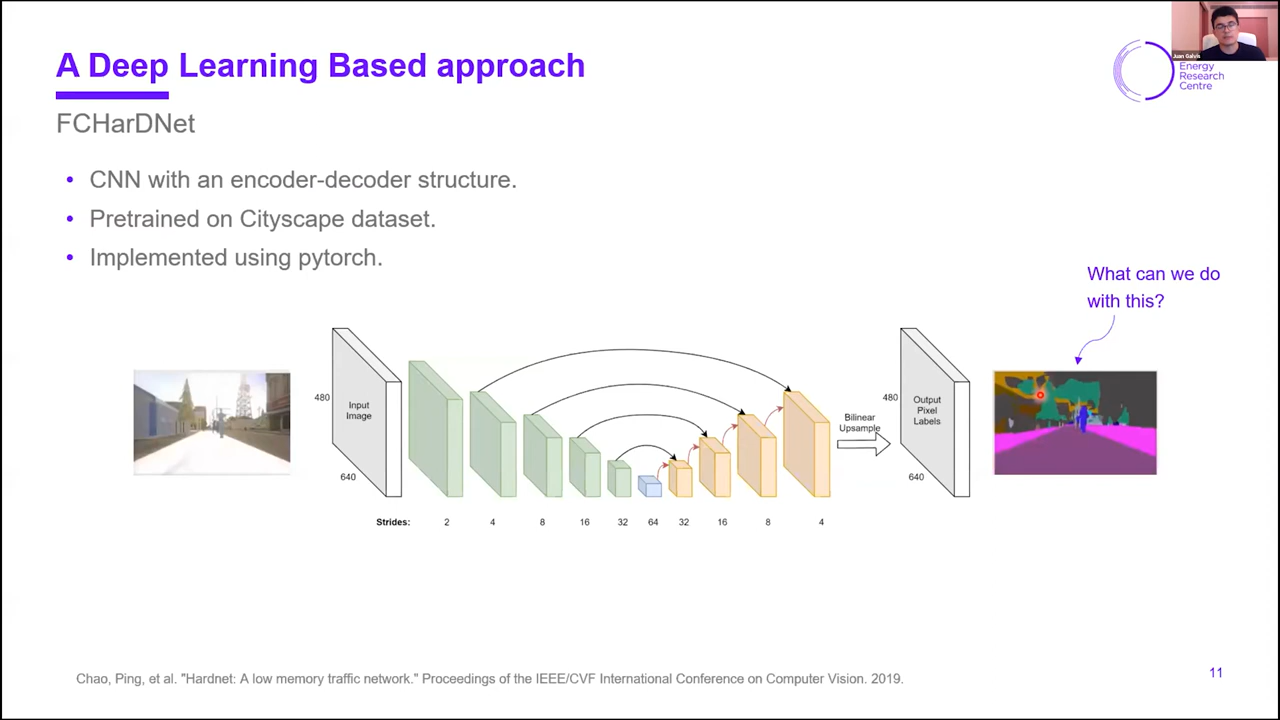 Juan Galvis
A Deep Learning Based approach
Energy
Research
Centre
FCHarDNet
• CNN with an encoder-decoder structure.
• Pretrained on Cityscape dataset.
• Implemented using pytorch.
What can we do
with this?
480
Input
Image
640
Bilinear
Upsample
480
Output
Pixel
Labels
640
Strides: 2 4 8 16 32 64 32 16 8 4
Chao, Ping, et al. "Hardnet: A low memory traffic network." Proceedings of the IEEE/CVF International Conference on Computer Vision. 2019.
11